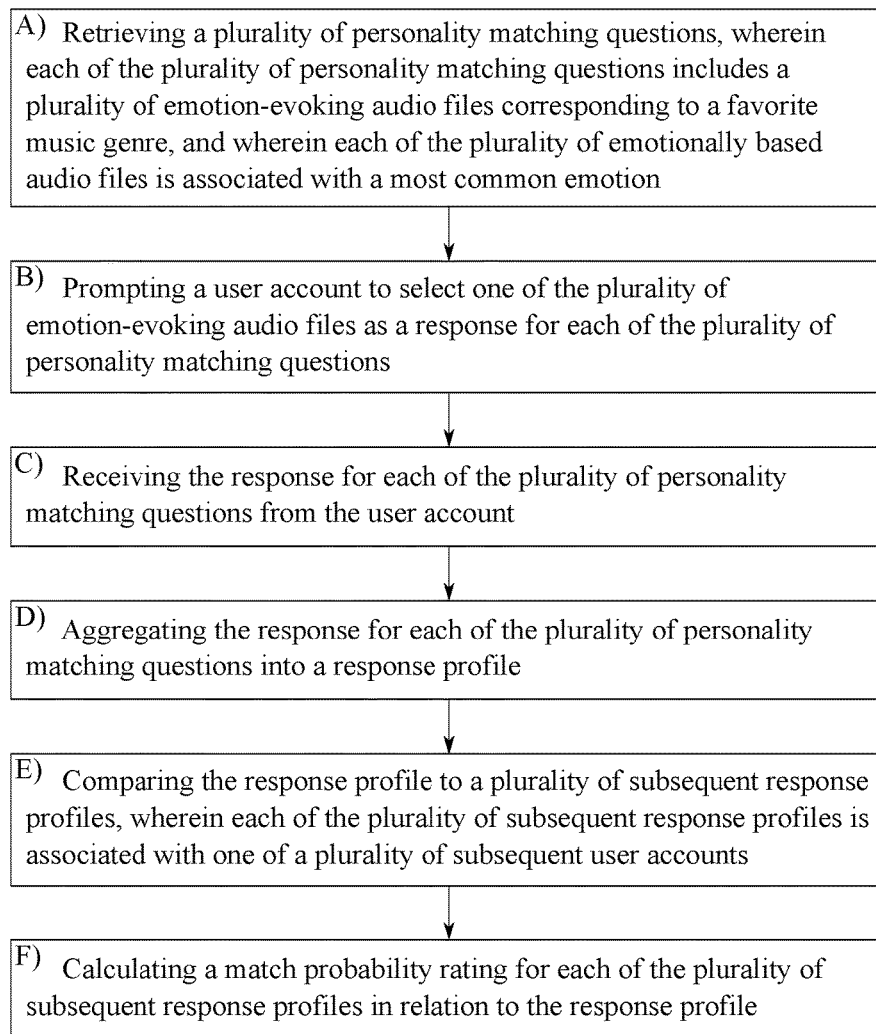 A) Retrieving a plurality of personality matching questions, wherein
each of the plurality of personality matching questions includes a
plurality of emotion-evoking audio files corresponding to a favorite
music genre, and wherein each of the plurality of emotionally based
audio files is associated with a most common emotion
B) Prompting a user account to select one of the plurality of
emotion-evoking audio files as a response for each of the plurality of
personality matching questions
C) Receiving the response for each of the plurality of personality
matching questions from the user account
D) Aggregating the response for each of the plurality of personality
matching questions into a response profile
E) Comparing the response profile to a plurality of subsequent response
profiles, wherein each of the plurality of subsequent response profiles is
associated with one of a plurality of subsequent user accounts
F) Calculating a match probability rating for each of the plurality of
subsequent response profiles in relation to the response profile